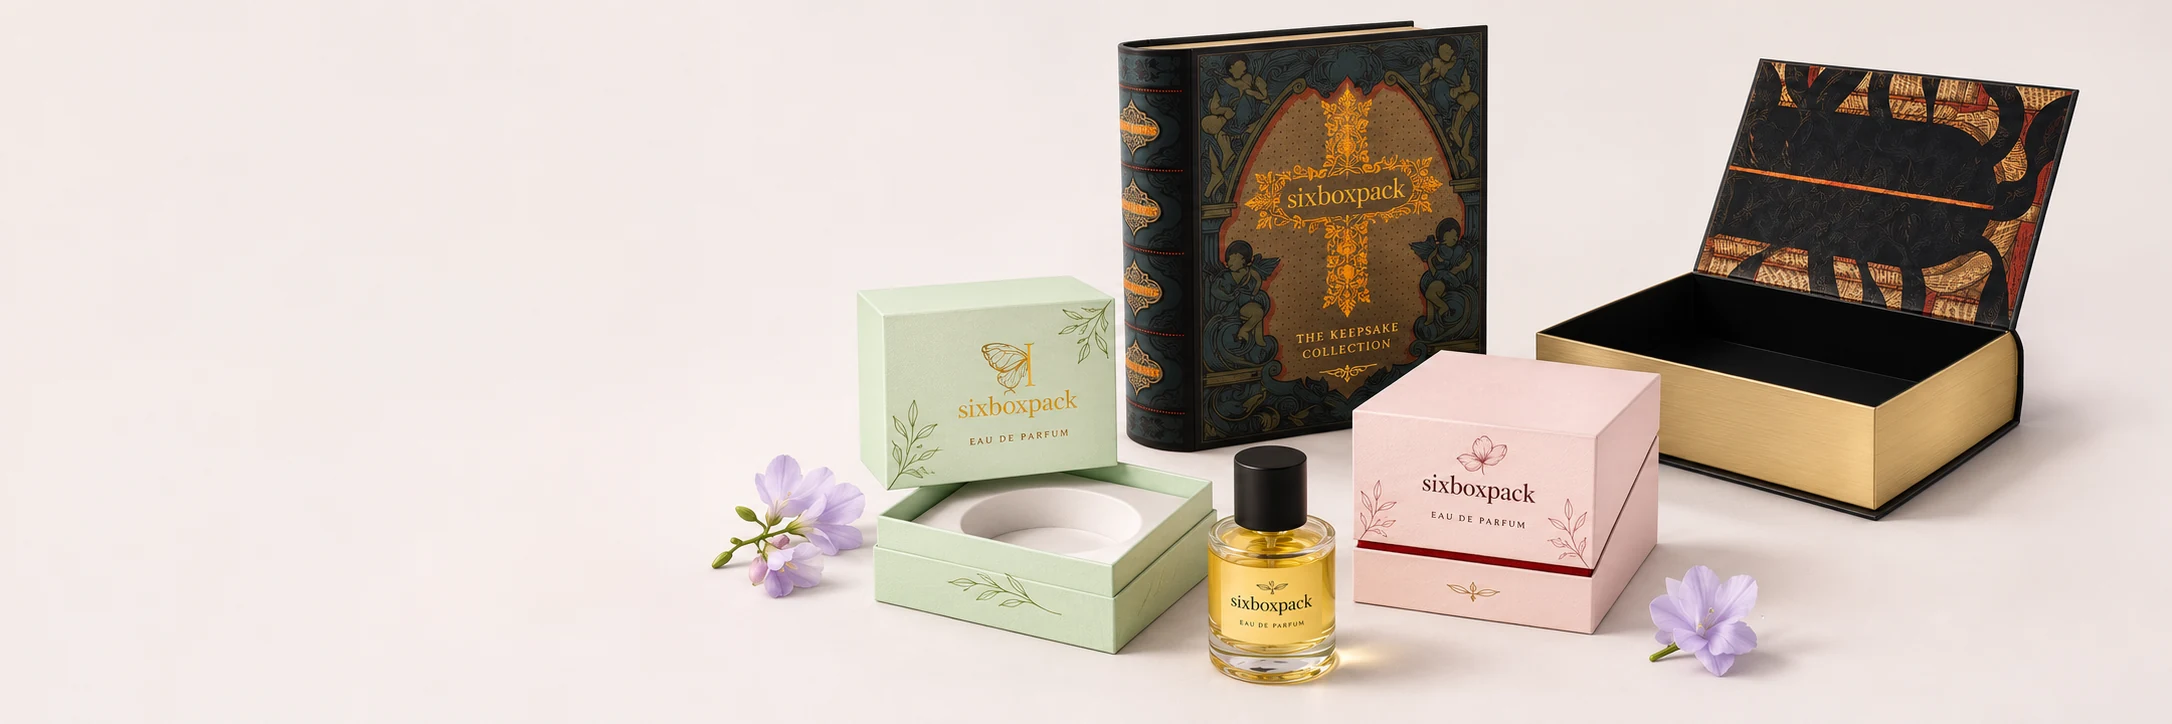 sixboxpack
THE KEEPSAKE
COLLECTION
sixboxpack
EAU DE PARFUM
sixboxpack
EAU DE PARFUM
sixboxpack
EAU DE PARFUM